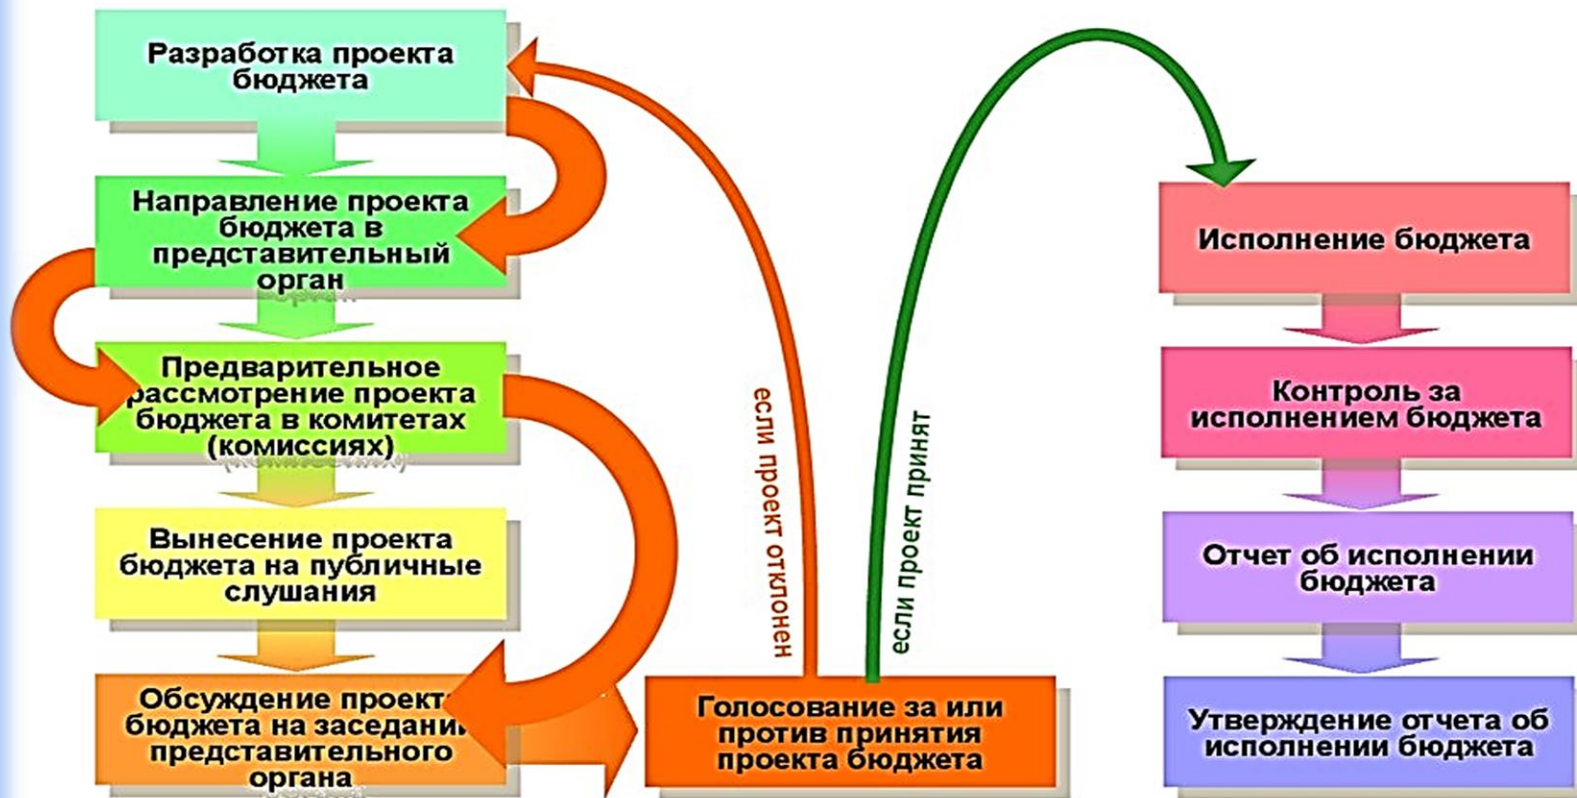 Разработка проекта
бюджета
Направление проекта
бюджета в
представительный
орган
Предварительное
рассмотрение проекта
бюджета в комитетах
(комиссиях)
Вынесение проекта
бюджета на публичные
слушания
Обсуждение проекта
бюджета на заседании
представительного
органа
если проект отклонен
если проект принят
Голосование за или
против принятия
проекта бюджета
Исполнение бюджета
Контроль за
исполнением бюджета
Отчет об исполнении
бюджета
Утверждение отчета об
исполнении бюджета